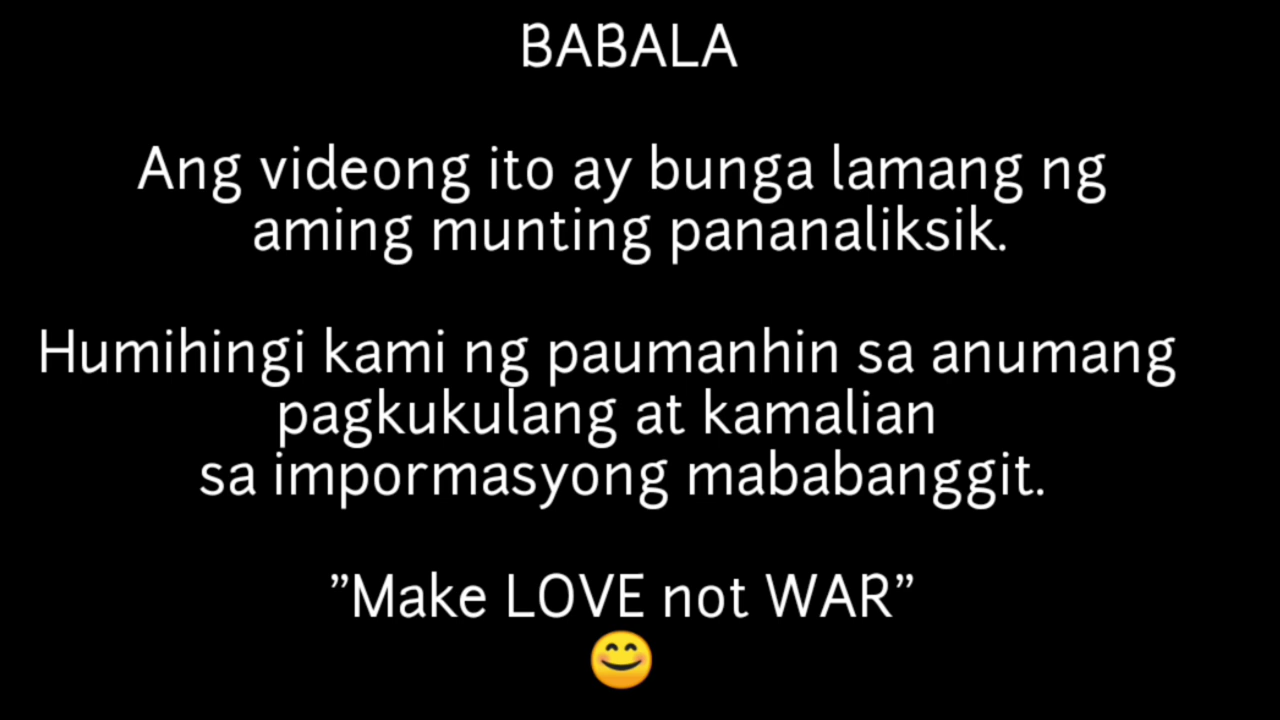 BABALA
Ang videong ito ay bunga lamang ng
aming munting pananaliksik.
Humihingi kami ng paumanhin sa anumang
pagkukulang at kamalian
sa impormasyong mababanggit.
”Make LOVE not WAR”
😊